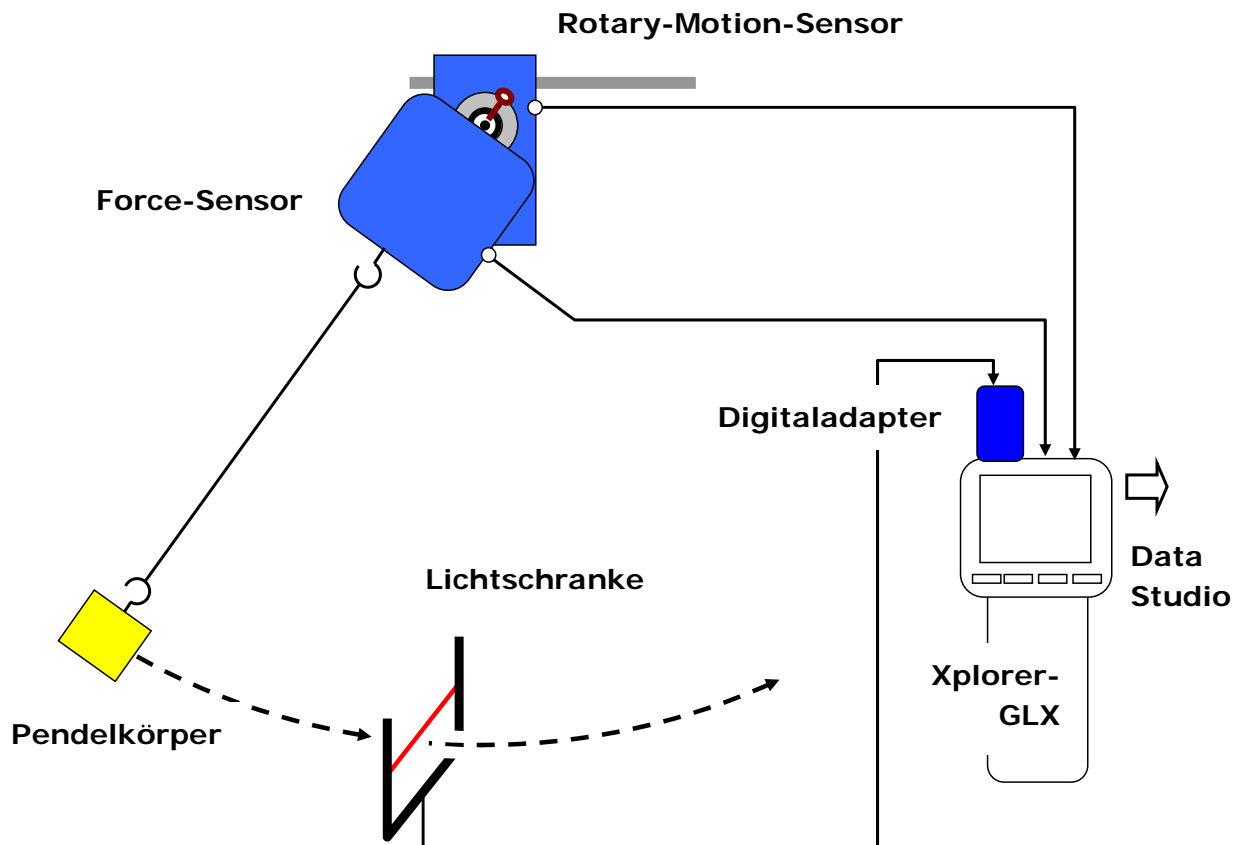 Rotary-Motion-Sensor
Force-Sensor
Digitaladapter
Lichtschranke
Data
Studio
Xplorer-
GLX
Pendelkörper